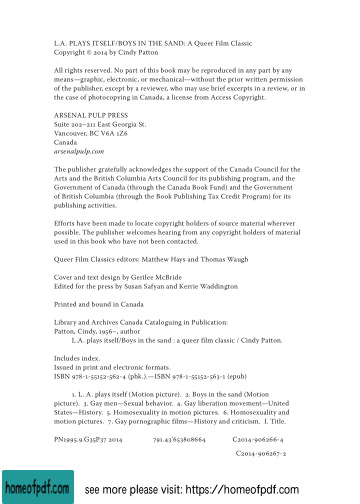 L.A. PLAYS ITSELF/BOYS IN THE SAND: A Queer Film Classic
Copyright © 2014 by Cindy Patton
All rights reserved. No part of this book may be reproduced in any part by any
means—graphic, electronic, or mechanical—without the prior written permission
of the publisher, except by a reviewer, who may use brief excerpts in a review, or in
the case of photocopying in Canada, a license from Access Copyright.
ARSENAL PULP PRESS
Suite 202–211 East Georgia St.
Vancouver, BC V6A 1Z6
Canada
arsenalpulp.com
The publisher gratefully acknowledges the support of the Canada Council for the
Arts and the British Columbia Arts Council for its publishing program, and the
Government of Canada (through the Canada Book Fund) and the Government
of British Columbia (through the Book Publishing Tax Credit Program) for its
publishing activities.
Efforts have been made to locate copyright holders of source material wherever
possible. The publisher welcomes hearing from any copyright holders of material
used in this book who have not been contacted.
Queer Film Classics editors: Matthew Hays and Thomas Waugh
Cover and text design by Gerilee McBride
Edited for the press by Susan Safyan and Kerrie Waddington
Printed and bound in Canada
Library and Archives Canada Cataloguing in Publication:
Patton, Cindy, 1956–, author
L.A. plays itself/Boys in the sand : a queer film classic / Cindy Patton.
Includes index.
Issued in print and electronic formats.
ISBN 978-1-55152-562-4 (pbk.).—ISBN 978-1-55152-563-1 (epub)
1. L. A. plays itself (Motion picture). 2. Boys in the sand (Motion
picture). 3. Gay men—Sexual behavior. 4. Gay liberation movement—United
States—History. 5. Homosexuality in motion pictures. 6. Homosexuality and
motion pictures. 7. Gay pornographic films—History and criticism. I. Title.
PN1995.9.G35P37 2014 791.43’653808664 C2014-906266-4
C2014-906267-2
homeofpdf.com see more please visit: https://homeofpdf.com